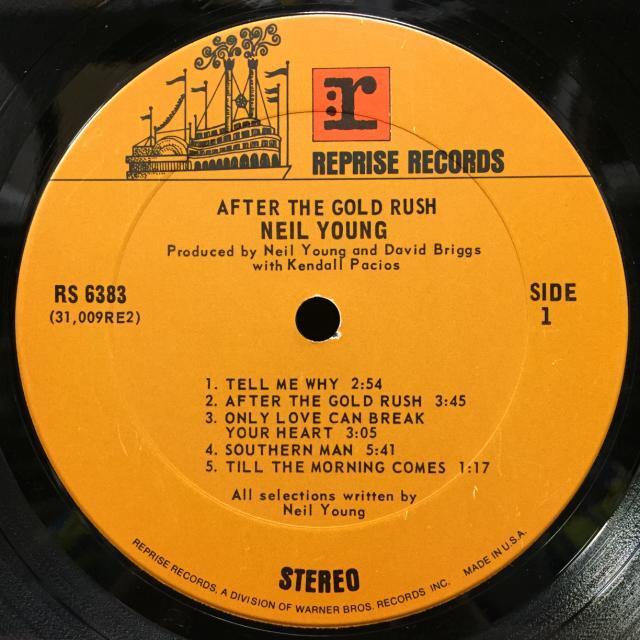 r
REPRISE RECORDS
AFTER THE GOLD RUSH
NEIL YOUNG
Produced by Neil Young and David Briggs
with Kendall Pacios
RS 6383
(31,009RE2)
SIDE
1
1. TELL ME WHY 2:54
2. AFTER THE GOLD RUSH 3:45
3. ONLY LOVE CAN BREAK
YOUR HEART 3:05
4. SOUTHERN MAN 5:41
5. TILL THE MORNING COMES 1:17
All selections written by
Neil Young
STEREO
REPRISE RECORDS, A DIVISION OF WARNER BROS. RECORDS INC. MADE IN U.S.A.